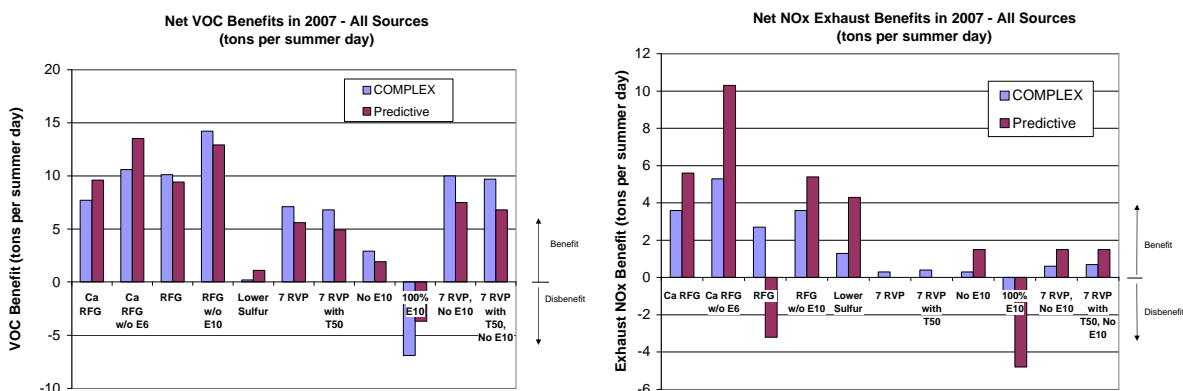 Net VOC Benefits in 2007 - All Sources
(tons per summer day)
VOC Benefit (tons per summer day)
20
15
10
5
0
-5
-10
COMPLEX
Predictive
Ca
RFG
Ca
RFG
w/o E6
RFG
RFG
w/o
E10
Lower
Sulfur
7 RVP
7 RVP
with
T50
No E10
100%
E10
7 RVP,
No E10
7 RVP
with
T50,
No E10
Benefit
Disbenefit
Net NOx Exhaust Benefits in 2007 - All Sources
(tons per summer day)
Exhaust NOx Benefit (tons per summer day)
12
10
8
6
4
2
0
-2
-4
-6
COMPLEX
Predictive
Ca RFG
Ca RFG
w/o E6
RFG
RFG
w/o E10
Lower
Sulfur
7 RVP
7 RVP
with
T50
No E10
100%
E10
7 RVP,
No E10
7 RVP
with
T50, No
E10
Benefit
Disbenefit